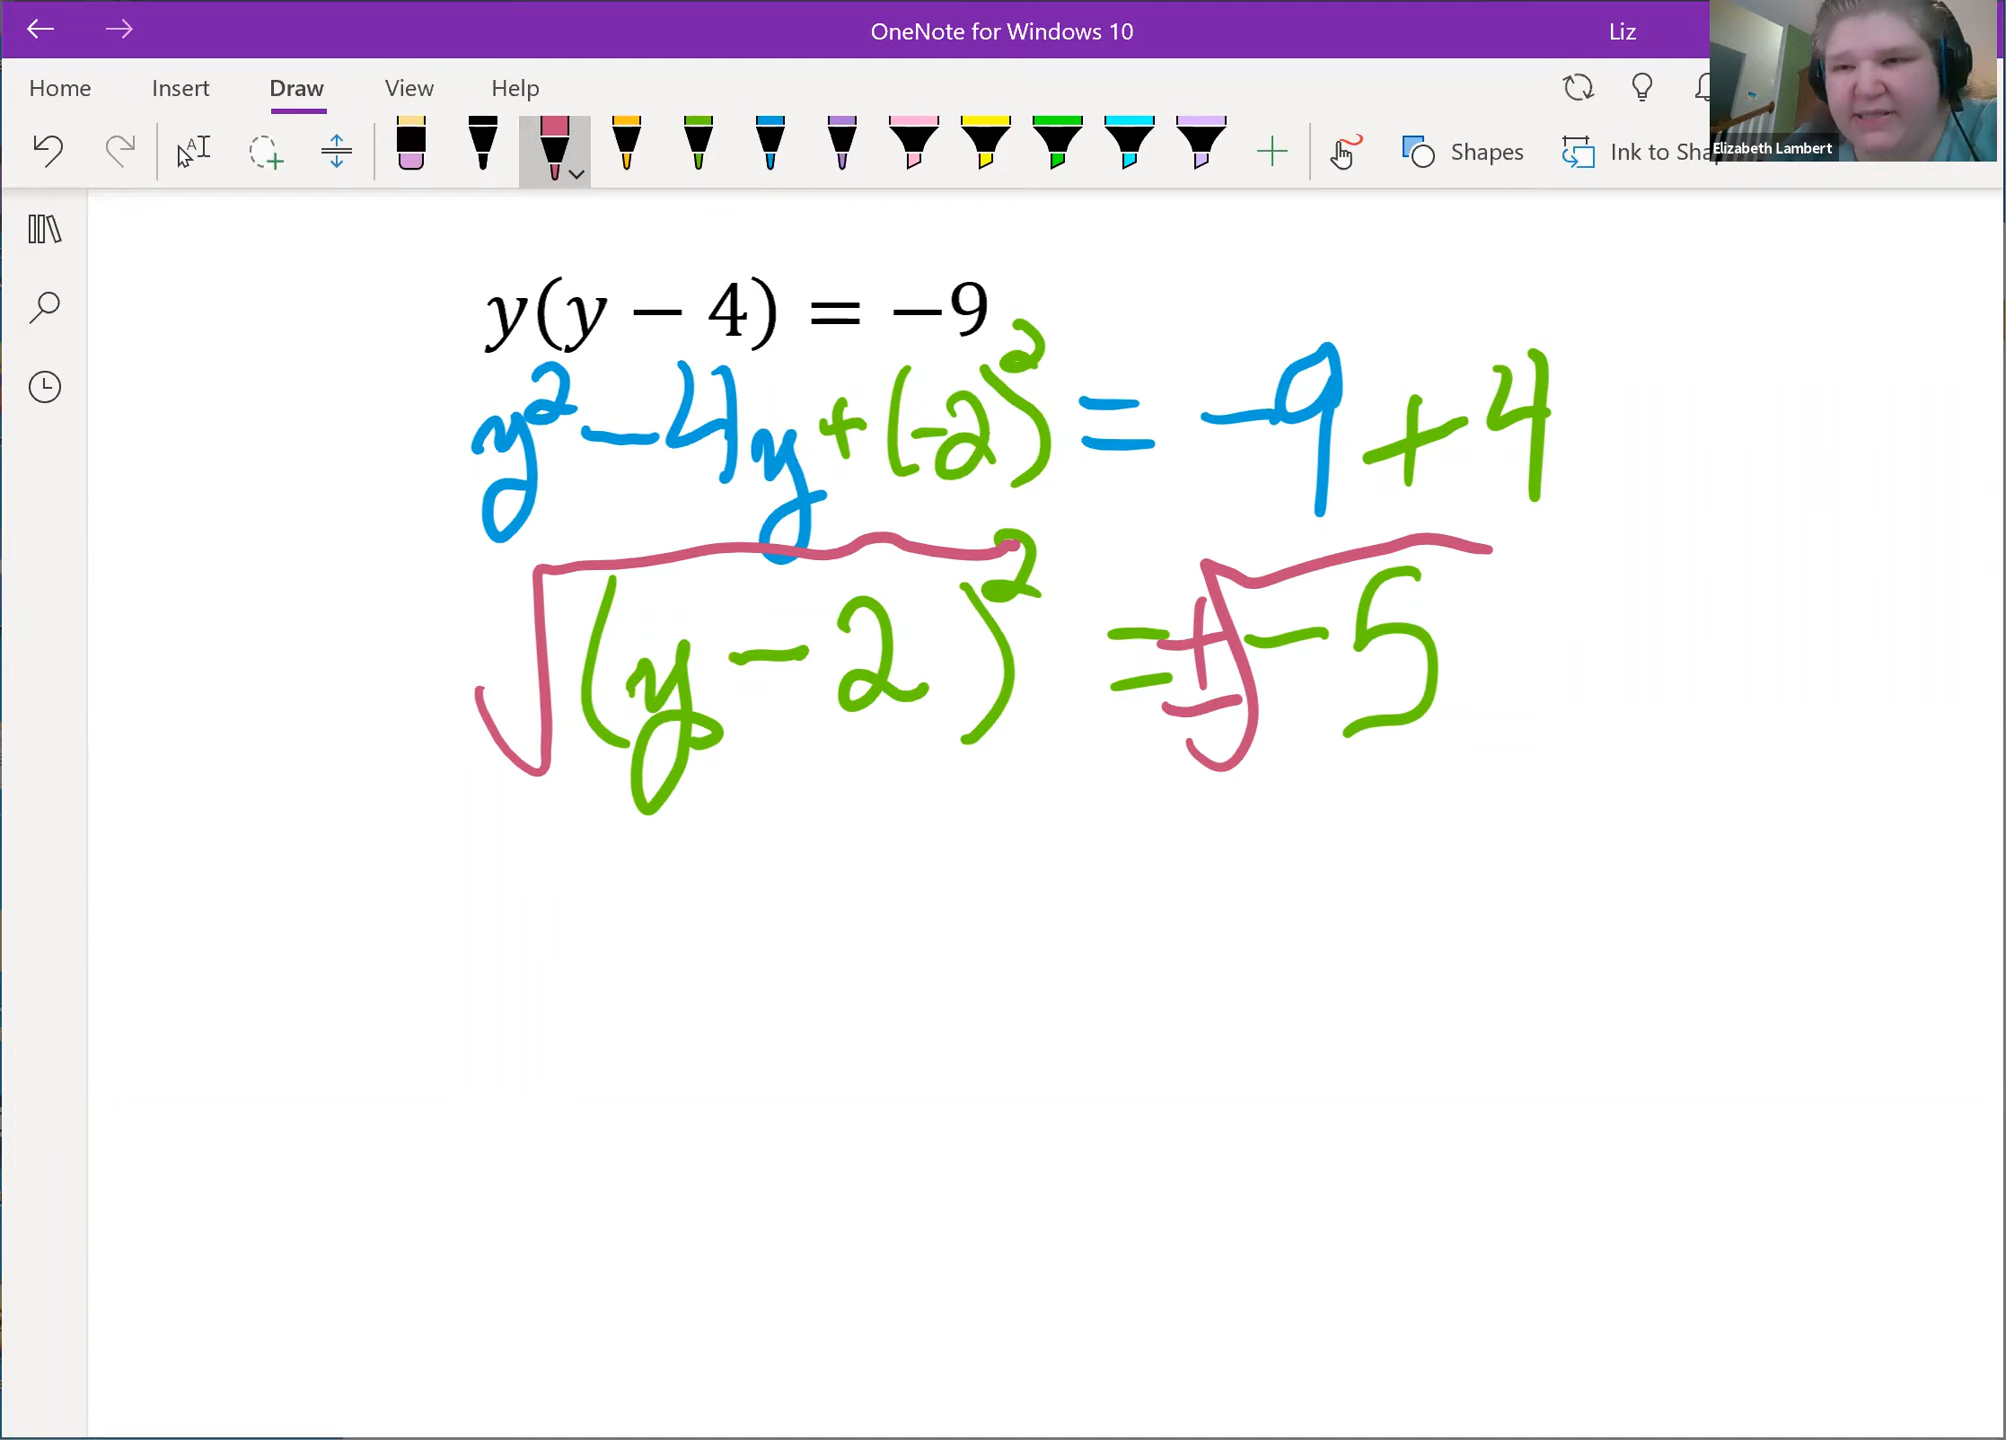 OneNote for Windows 10 Liz
Home Insert Draw View Help
Shapes Ink to Sha
Elizabeth Lambert
y(y − 4) = −9
y² − 4y + (-2)² = −9 + 4
√(y − 2)² = ±√−5